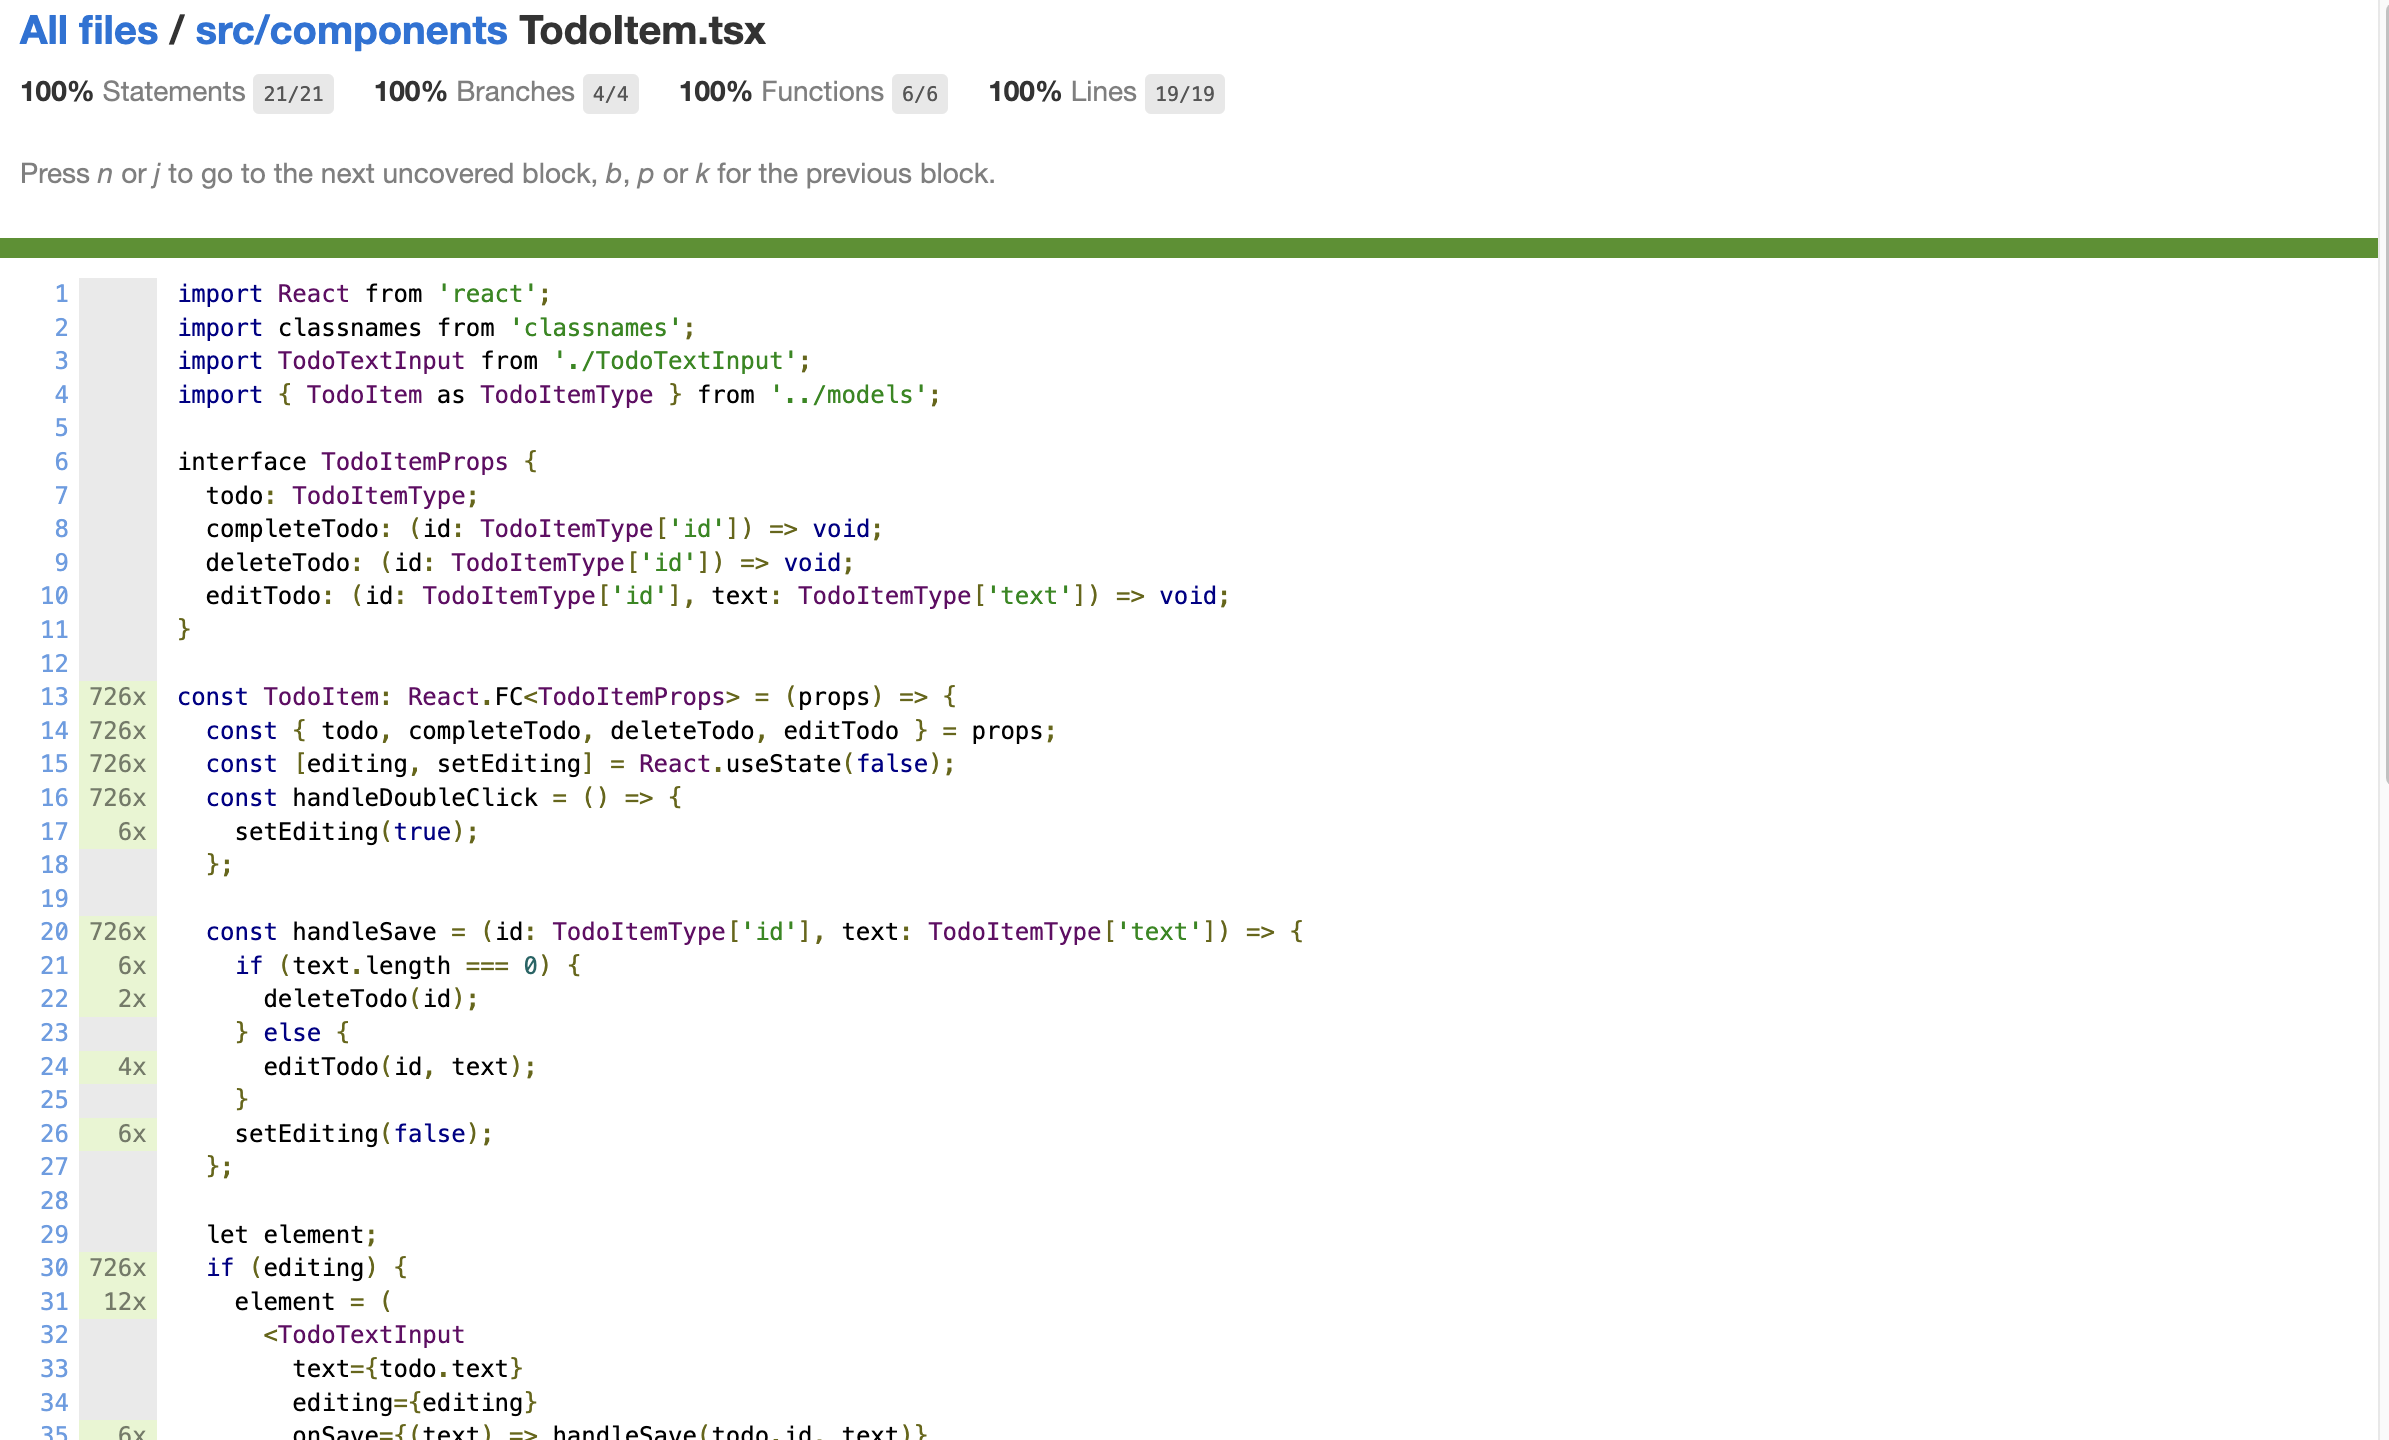 All files / src/components TodoItem.tsx
100% Statements 21/21 100% Branches 4/4 100% Functions 6/6 100% Lines 19/19
Press n or j to go to the next uncovered block, b, p or k for the previous block.
1 import React from 'react';
2 import classnames from 'classnames';
3 import TodoTextInput from './TodoTextInput';
4 import { TodoItem as TodoItemType } from '../models';
5
6 interface TodoItemProps {
7   todo: TodoItemType;
8   completeTodo: (id: TodoItemType['id']) => void;
9   deleteTodo: (id: TodoItemType['id']) => void;
10   editTodo: (id: TodoItemType['id'], text: TodoItemType['text']) => void;
11 }
12
13 726x const TodoItem: React.FC<TodoItemProps> = (props) => {
14 726x   const { todo, completeTodo, deleteTodo, editTodo } = props;
15 726x   const [editing, setEditing] = React.useState(false);
16 726x   const handleDoubleClick = () => {
17 6x     setEditing(true);
18   };
19
20 726x   const handleSave = (id: TodoItemType['id'], text: TodoItemType['text']) => {
21 6x     if (text.length === 0) {
22 2x       deleteTodo(id);
23     } else {
24 4x       editTodo(id, text);
25     }
26 6x     setEditing(false);
27   };
28
29   let element;
30 726x   if (editing) {
31 12x     element = (
32       <TodoTextInput
33         text={todo.text}
34         editing={editing}
35 6x         onSave={(text) => handleSave(todo.id, text)}